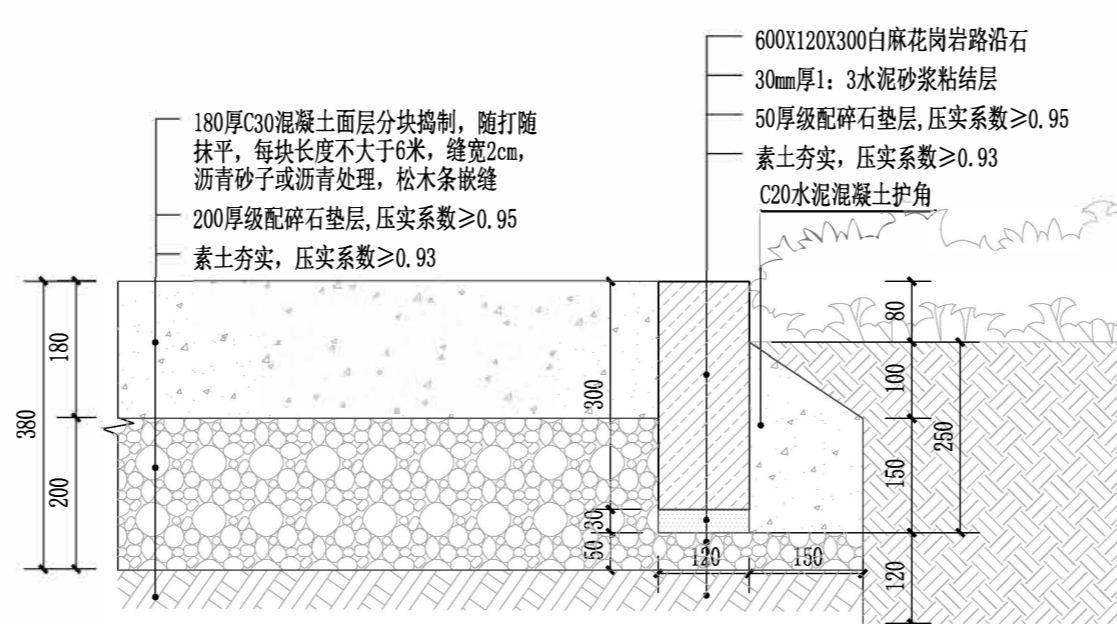 600X120X300白麻花岗岩路沿石
30mm厚1：3水泥砂浆粘结层
50厚级配碎石垫层,压实系数≥0.95
素土夯实，压实系数≥0.93
C20水泥混凝土护角
180厚C30混凝土面层分块捣制，随打随
抹平，每块长度不大于6米，缝宽2cm,
沥青砂子或沥青处理，松木条嵌缝
200厚级配碎石垫层,压实系数≥0.95
素土夯实，压实系数≥0.93
380
180
200
300
30
50
120
150
80
100
150
250
120